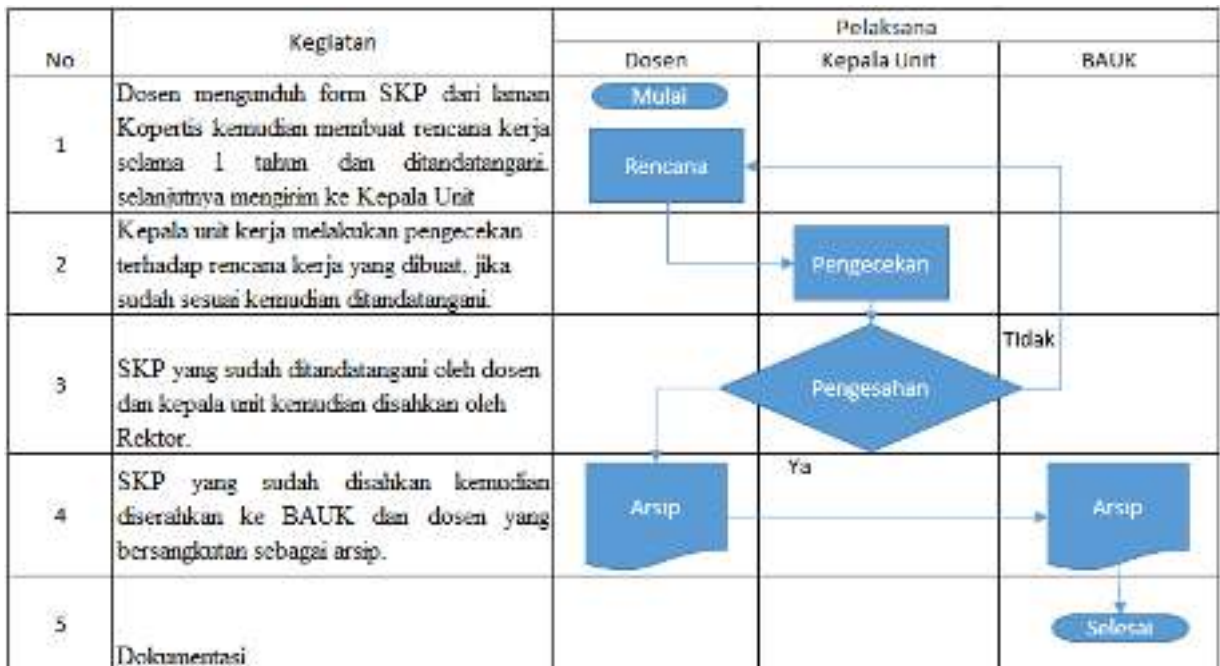 No
Kegiatan
Pelaksana
Dosen
Kepala Unit
BAUK
1
Dosen mengunduh form SKP dari laman
Kopertis kemudian membuat rencana kerja
selama 1 tahun dan ditandatangani.
selanjutnya mengirim ke Kepala Unit
Mulai
Rencana
2
Kepala unit kerja melakukan pengecekan
terhadap rencana kerja yang dibuat, jika
sudah sesuai kemudian ditandatangani.
Pengecekan
3
SKP yang sudah ditandatangani oleh dosen
dan kepala unit kemudian disahkan oleh
Rektor.
Pengesahan
Tidak
4
SKP yang sudah disahkan kemudian
diserahkan ke BAUK dan dosen yang
bersangkutan sebagai arsip.
Arsip
Ya
Arsip
5
Dokumentasi
Selesai